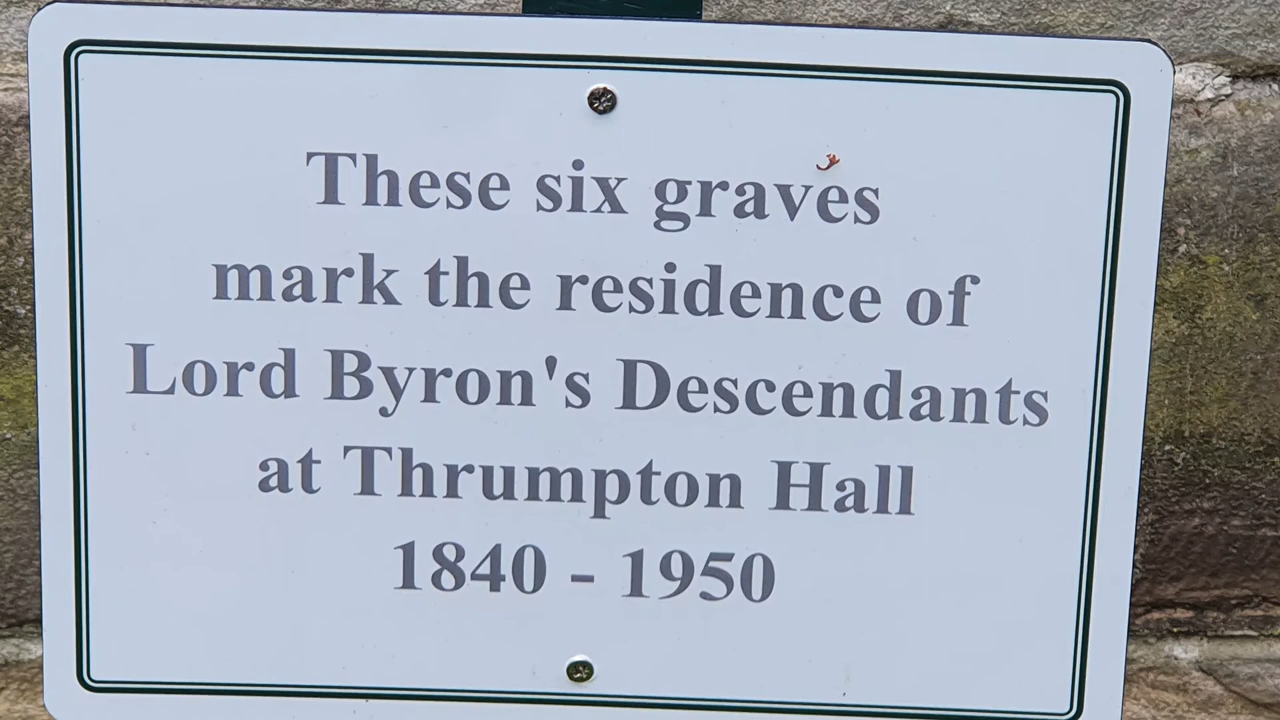 These six graves
mark the residence of
Lord Byron's Descendants
at Thrumpton Hall
1840 - 1950